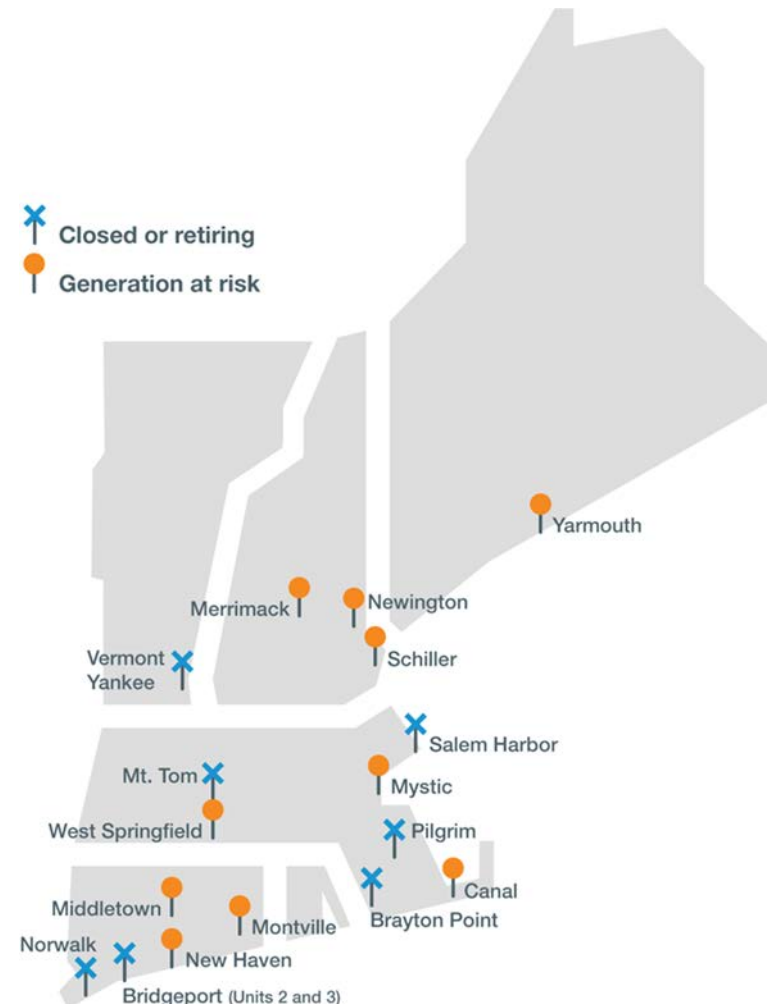 Closed or retiring
Generation at risk
Yarmouth
Merrimack
Newington
Schiller
Vermont
Yankee
Salem Harbor
Mt. Tom
Mystic
West Springfield
Pilgrim
Canal
Brayton Point
Middletown
Montville
Norwalk
New Haven
Bridgeport (Units 2 and 3)